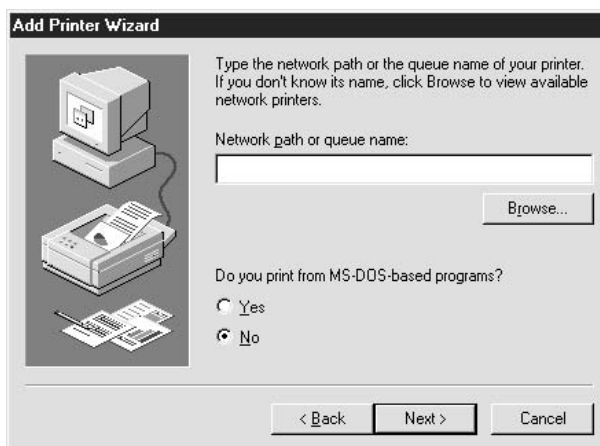 Add Printer Wizard
Type the network path or the queue name of your printer.
If you don't know its name, click Browse to view available
network printers.
Network path or queue name:
Browse...
Do you print from MS-DOS-based programs?
Yes
No
< Back
Next >
Cancel